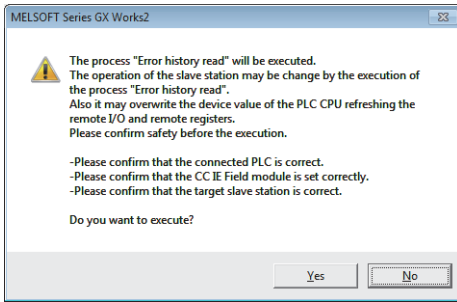 MELSOFT Series GX Works2
The process "Error history read" will be executed.
The operation of the slave station may be change by the execution of
the process "Error history read".
Also it may overwrite the device value of the PLC CPU refreshing the
remote I/O and remote registers.
Please confirm safety before the execution.
-Please confirm that the connected PLC is correct.
-Please confirm that the CC IE Field module is set correctly.
-Please confirm that the target slave station is correct.
Do you want to execute?
Yes
No